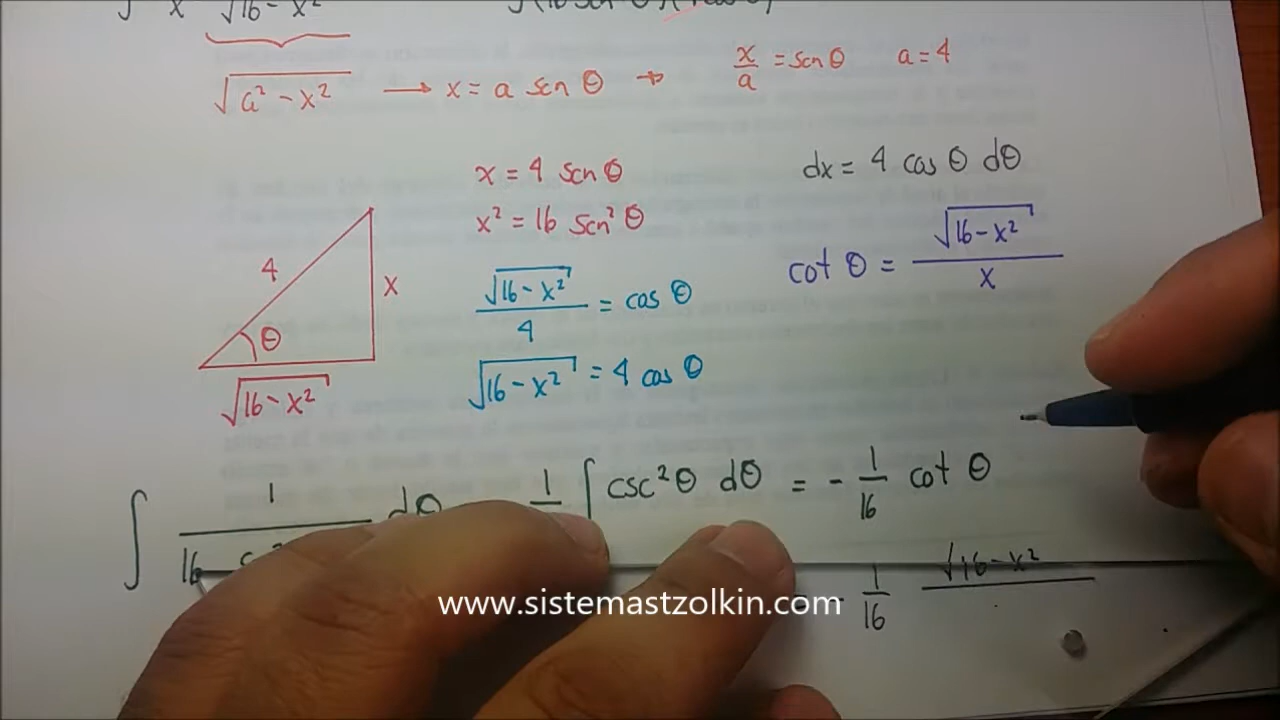 ∫ x √16 - x²
√a² - x² → x = a sen θ → x/a = sen θ a = 4
x = 4 sen θ dx = 4 cos θ dθ
x² = 16 sen² θ
4 x θ √16 - x²
√16 - x² / 4 = cos θ cot θ = √16 - x² / x
√16 - x² = 4 cos θ
∫ 1 / 16 dθ 1 ∫ csc² θ dθ = - 1/16 cot θ
- 1/16 √16 - x²
www.sistemastzolkin.com